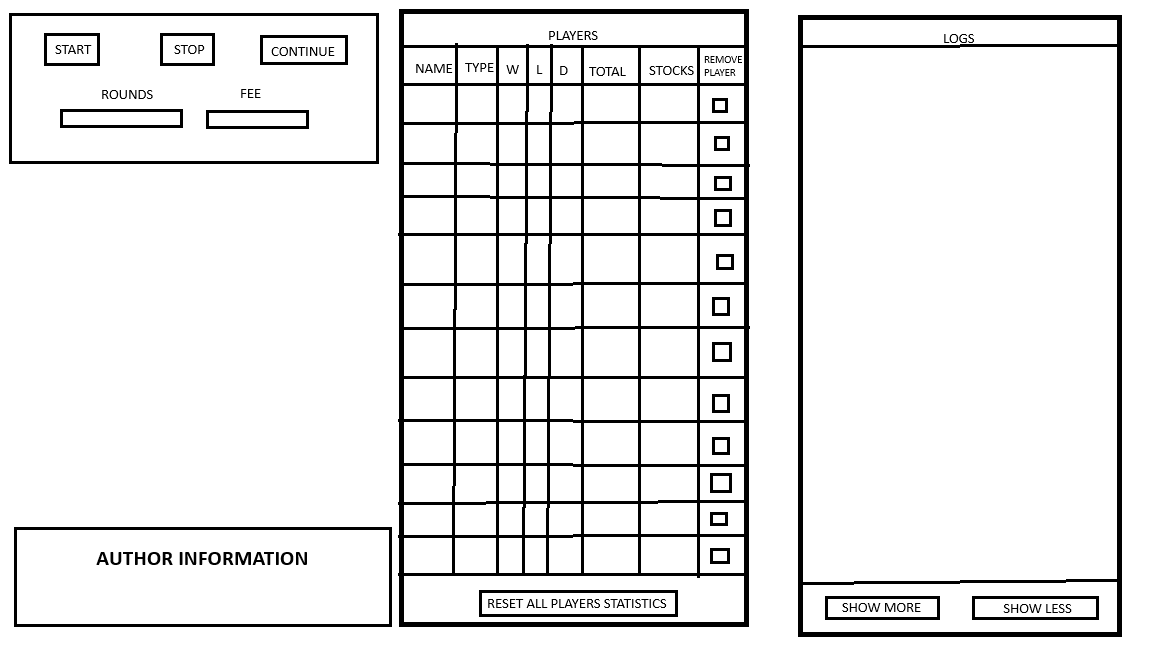 START STOP CONTINUE
ROUNDS FEE
AUTHOR INFORMATION
PLAYERS
NAME TYPE W L D TOTAL STOCKS REMOVE PLAYER
RESET ALL PLAYERS STATISTICS
LOGS
SHOW MORE SHOW LESS